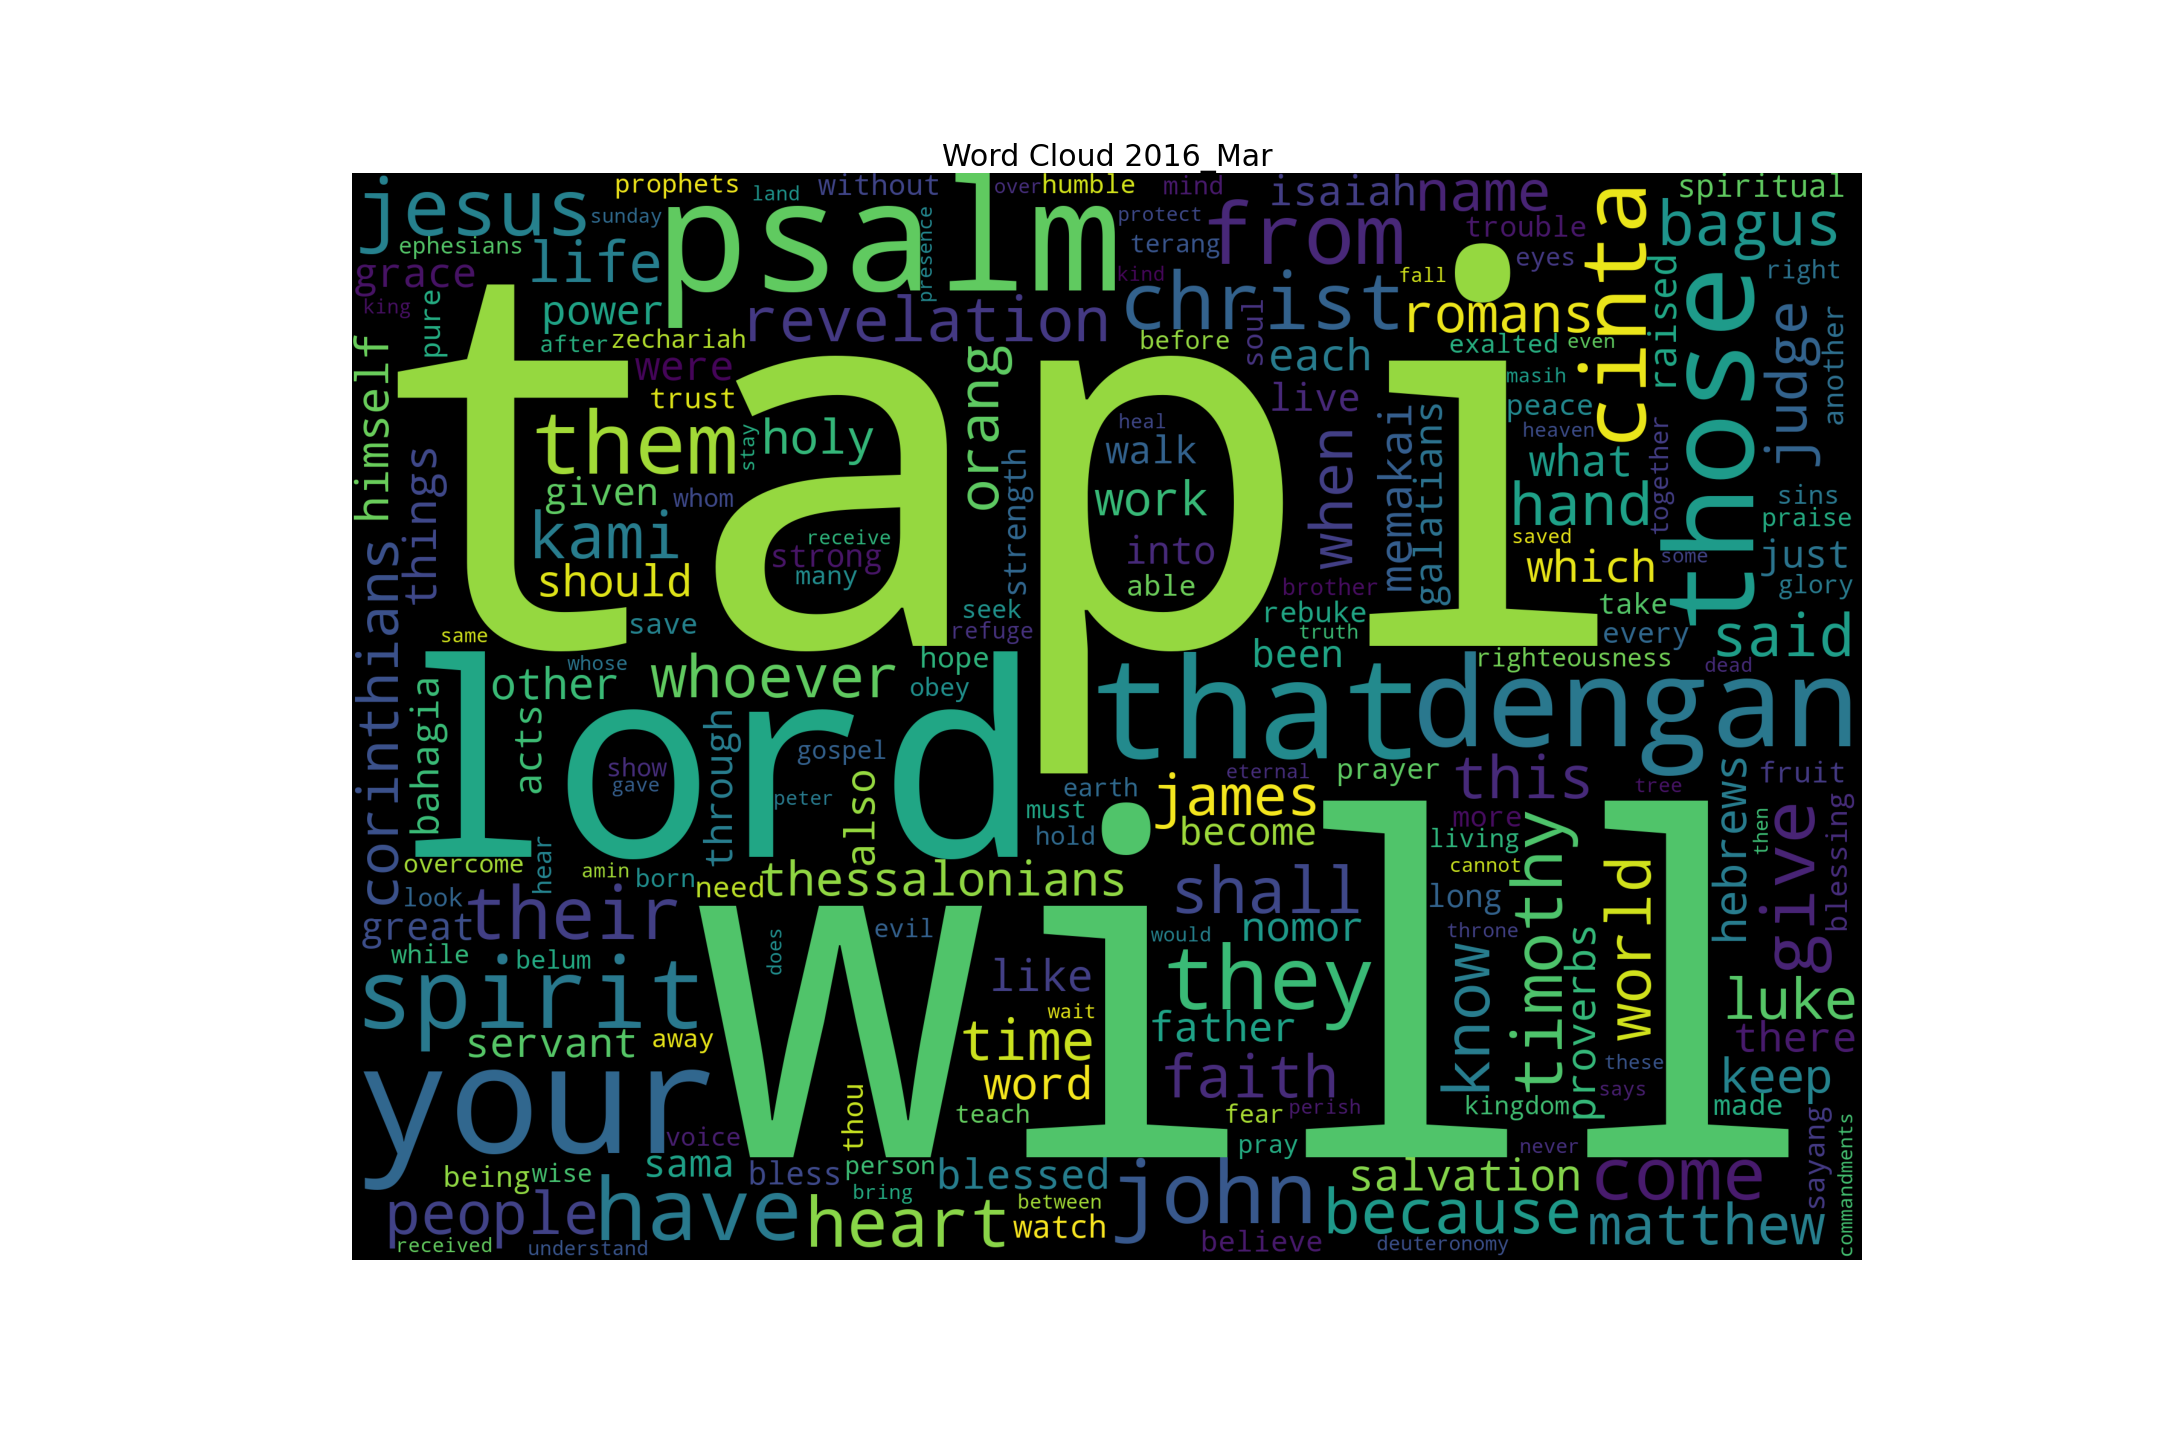 Word Cloud 2016_Mar
jesus
prophets
land
without
over
humble
mind
isaiah
name
spiritual
sunday
psalm
presence
protect
from
trouble
cinta
bagus
ephesians
life
terang
eyes
those
raised
right
grace
kind
fall
king
pure
power
revelation
christ
romans
judge
another
himself
after
zechariah
before
soul
each
exalted
even
were
orang
masih
trust
live
peace
tapi
them
holy
stay
heal
walk
when
memakai
galatians
heaven
what
together
things
given
whom
strength
work
hand
sins
praise
kami
receive
strong
many
into
saved
which
some
just
should
able
brother
glory
corinthians
save
seek
rebuke
take
same
refuge
truth
every
said
lord
whose
whoever
hope
been
righteousness
dead
bahagia
other
obey
that
dengan
acts
through
gospel
show
gave
also
peter
earth
eternal
prayer
this
fruit
must
james
more
tree
hebrews
give
blessing
then
overcome
hear
hold
become
living
timothy
amin
born
need
thessalonians
cannot
world
look
their
shall
long
great
evil
would
nomor
throne
while
belum
does
will
like
they
know
proverbs
luke
spirit
wait
servant
away
time
father
there
word
faith
these
says
keep
your
thou
teach
fear
perish
kingdom
made
voice
pray
never
sayang
commandments
being
wise
sama
bless
person
blessed
john
salvation
come
people
have
bring
heart
between
watch
because
matthew
received
understand
believe
deuteronomy